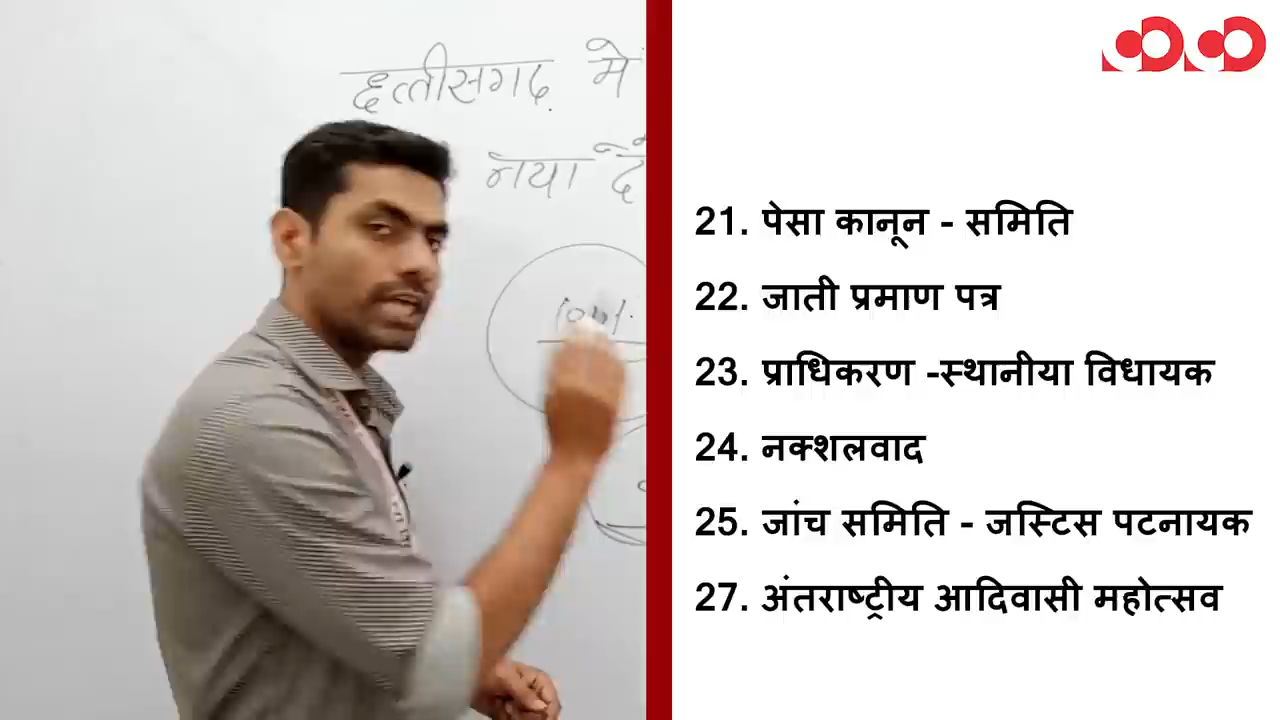 छत्तीसगढ़ मे
नया
21. पेसा कानून - समिति
22. जाती प्रमाण पत्र
23. प्राधिकरण -स्थानीया विधायक
24. नक्शलवाद
25. जांच समिति - जस्टिस पटनायक
27. अंतराष्ट्रीय आदिवासी महोत्सव